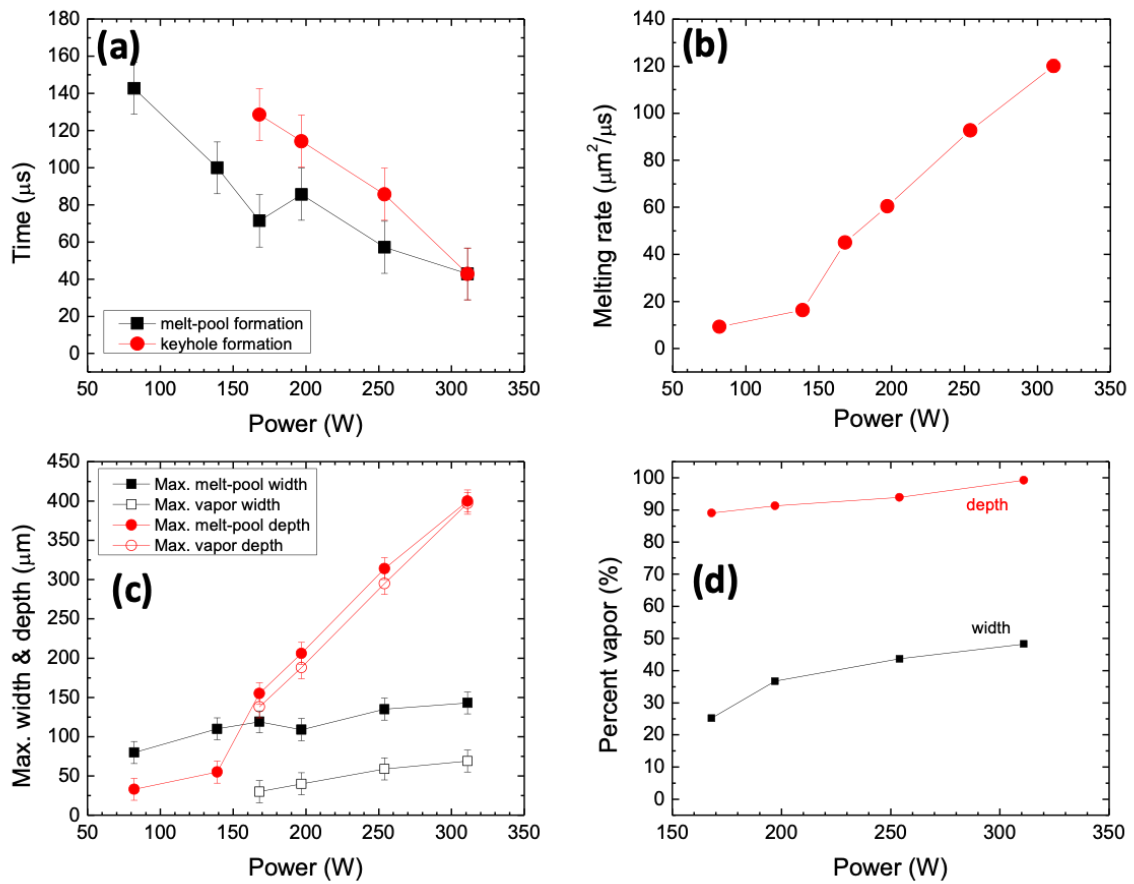 (a)
180
160
140
120
100
80
60
40
20
0
Time (μs)
melt-pool formation
keyhole formation
50 100 150 200 250 300 350
Power (W)
(b)
140
120
100
80
60
40
20
0
Melting rate (μm²/μs)
50 100 150 200 250 300 350
Power (W)
450
400
350
300
250
200
150
100
50
0
Max. width & depth (μm)
Max. melt-pool width
Max. vapor width
Max. melt-pool depth
Max. vapor depth
(c)
50 100 150 200 250 300 350
Power (W)
100
90
80
70
60
50
40
30
20
10
0
Percent vapor (%)
depth
(d)
width
150 200 250 300 350
Power (W)